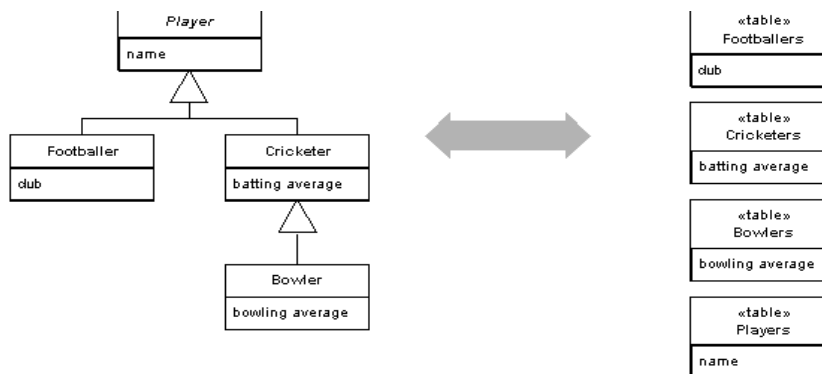 Player
name
Footballer
club
Cricketer
batting average
Bowler
bowling average
«table»
Footballers
club
«table»
Cricketers
batting average
«table»
Bowlers
bowling average
«table»
Players
name